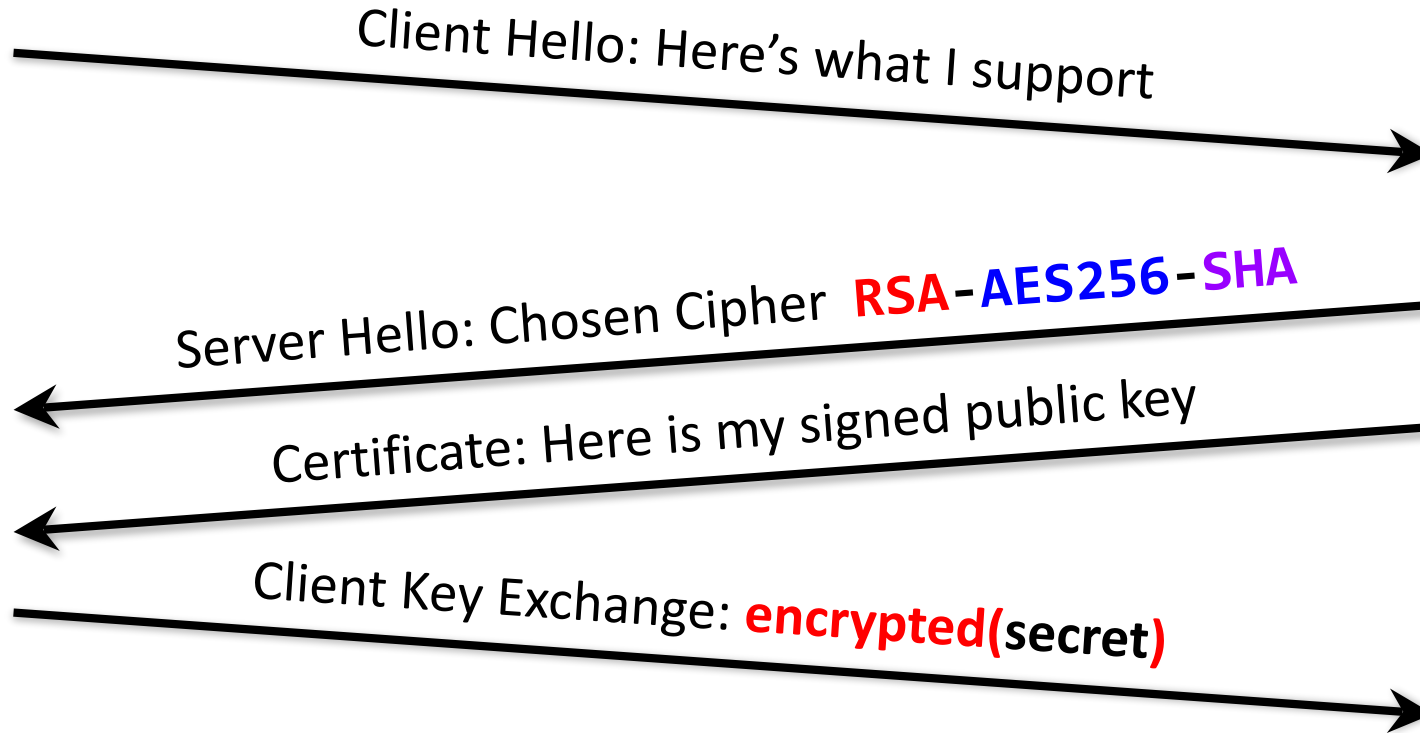 Client Hello: Here’s what I support
Server Hello: Chosen Cipher RSA-AES256-SHA
Certificate: Here is my signed public key
Client Key Exchange: encrypted(secret)